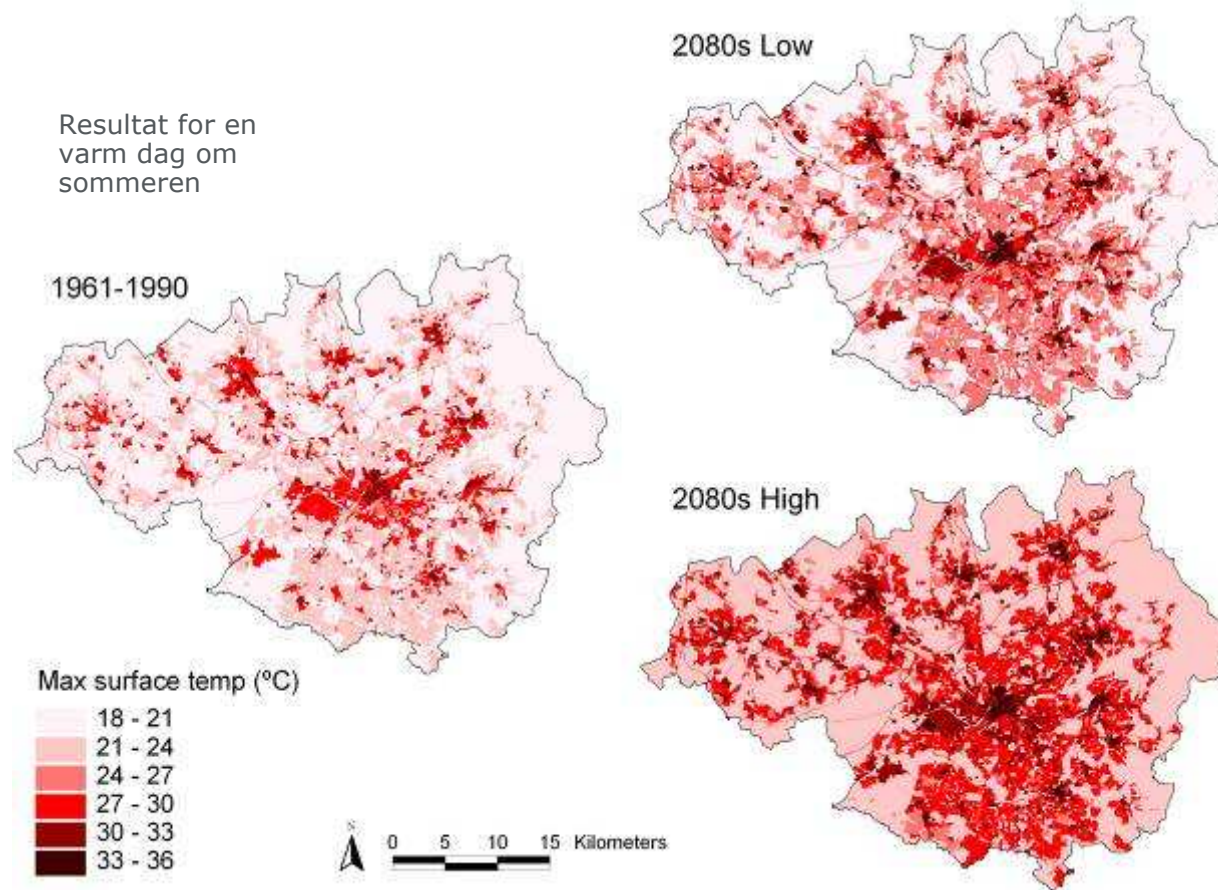 2080s Low
Resultat for en
varm dag om
sommeren
1961-1990
2080s High
Max surface temp (ºC)
18 - 21
21 - 24
24 - 27
27 - 30
30 - 33
33 - 36
S
0 5 10 15 Kilometers